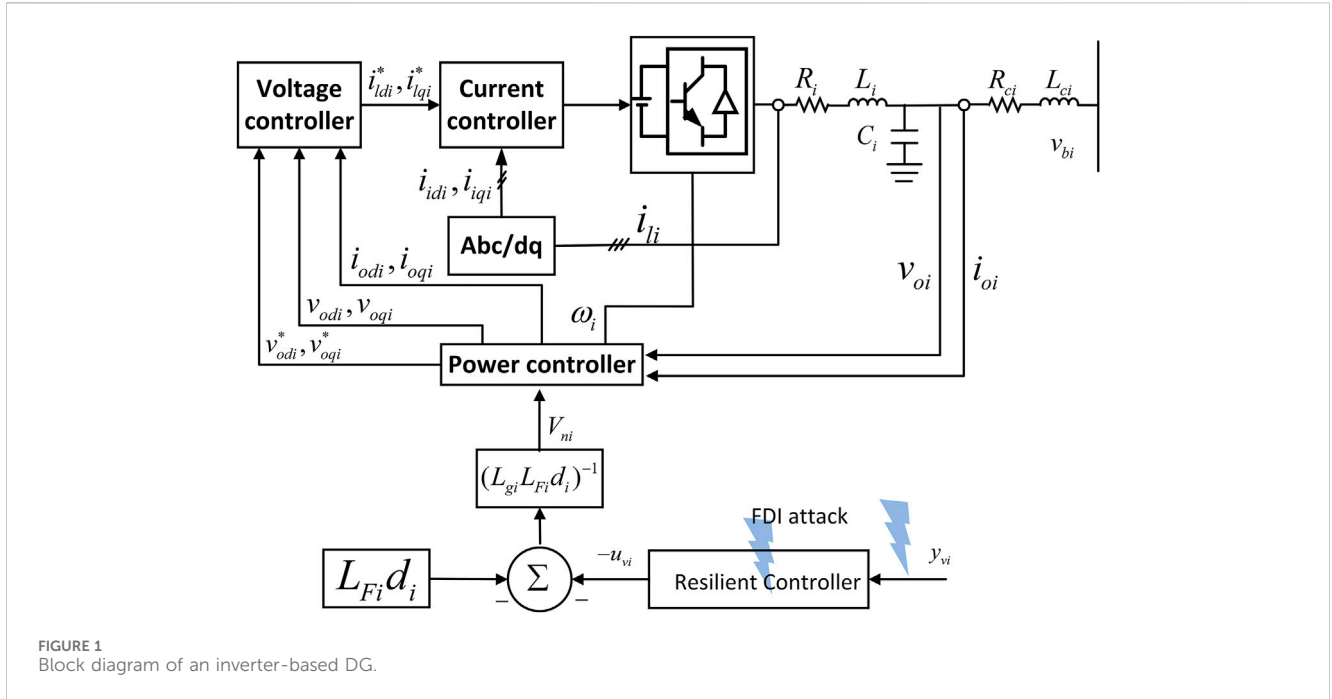 Voltage
controller
i*ldi, i*lqi
Current
controller
Ri
Li
Rci
Lci
Ci
vbi
iidi, iiqi
Abc/dq
ili
iodi, ioqi
vodi, voqi
v*odi, v*oqi
ωi
voi
ioi
Power controller
Vni
(LgiLFidi)−1
FDI attack
LFidi
Σ
−
−
−uvi
Resilient Controller
yvi
FIGURE 1
Block diagram of an inverter-based DG.